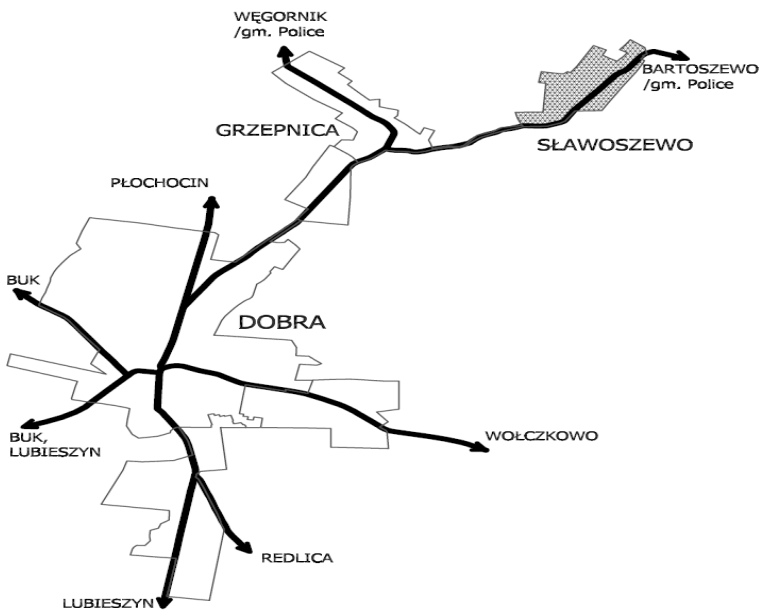 WĘGORNIK
/gm. Police
BARTOSZEWO
/gm. Police
GRZEPNICA
SŁAWOSZEWO
PŁOCHOCIN
BUK
DOBRA
BUK,
LUBIESZYN
WOŁCZKOWO
REDLICA
LUBIESZYN